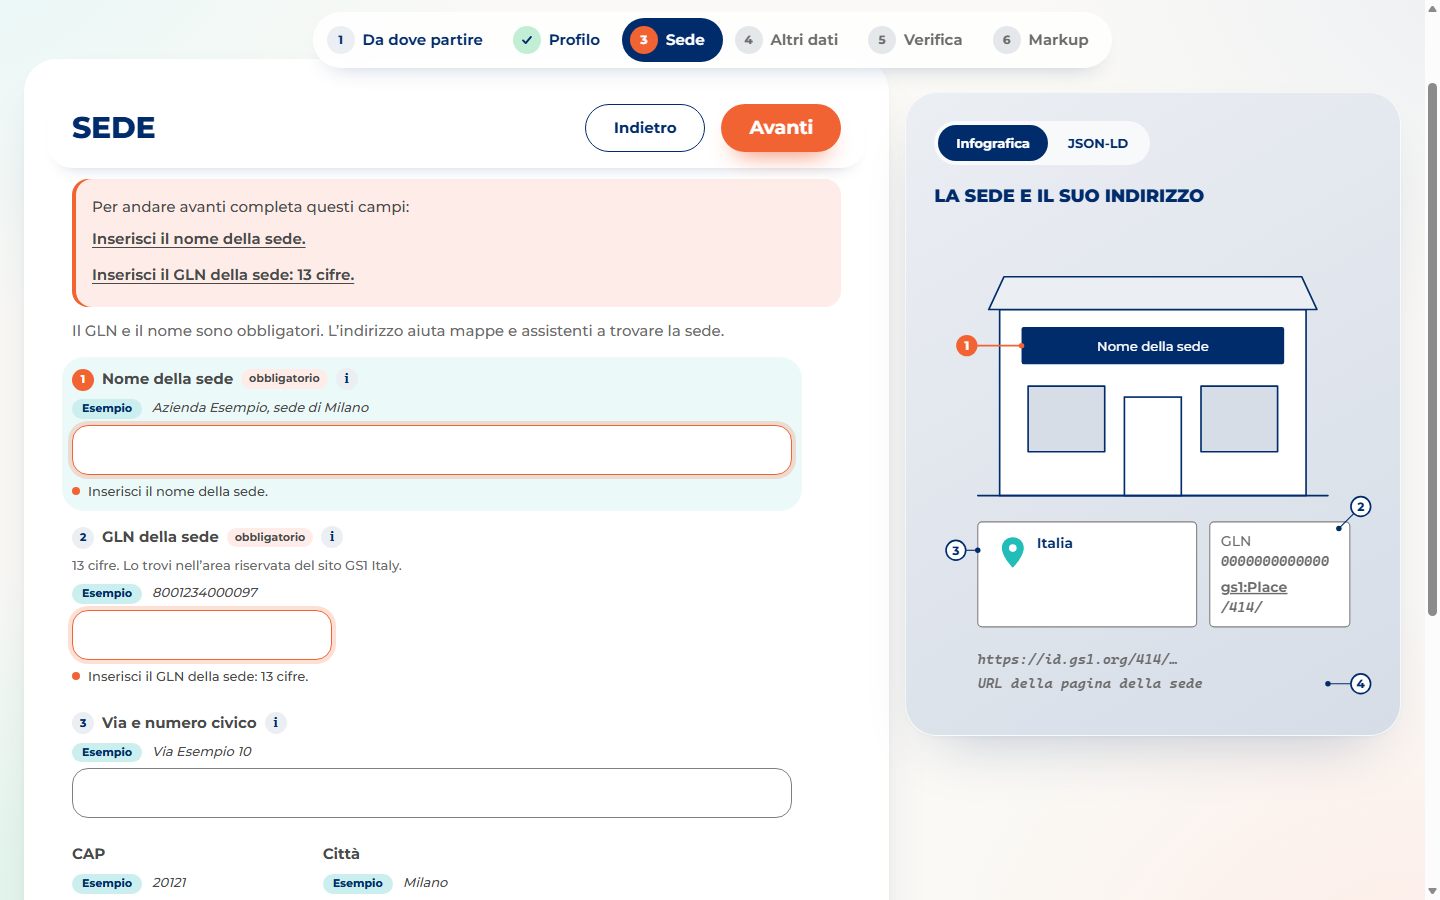 1 Da dove partire
Profilo
3 Sede
4 Altri dati
5 Verifica
6 Markup
SEDE
Indietro
Avanti
Per andare avanti completa questi campi:
Inserisci il nome della sede.
Inserisci il GLN della sede: 13 cifre.
Il GLN e il nome sono obbligatori. L’indirizzo aiuta mappe e assistenti a trovare la sede.
1 Nome della sede obbligatorio i
Esempio Azienda Esempio, sede di Milano
Inserisci il nome della sede.
2 GLN della sede obbligatorio i
13 cifre. Lo trovi nell’area riservata del sito GS1 Italy.
Esempio 8001234000097
Inserisci il GLN della sede: 13 cifre.
3 Via e numero civico i
Esempio Via Esempio 10
CAP
Esempio 20121
Città
Esempio Milano
Infografica
JSON-LD
LA SEDE E IL SUO INDIRIZZO
1
Nome della sede
2
3
Italia
GLN
0000000000000
gs1:Place
/414/
https://id.gs1.org/414/…
URL della pagina della sede
4